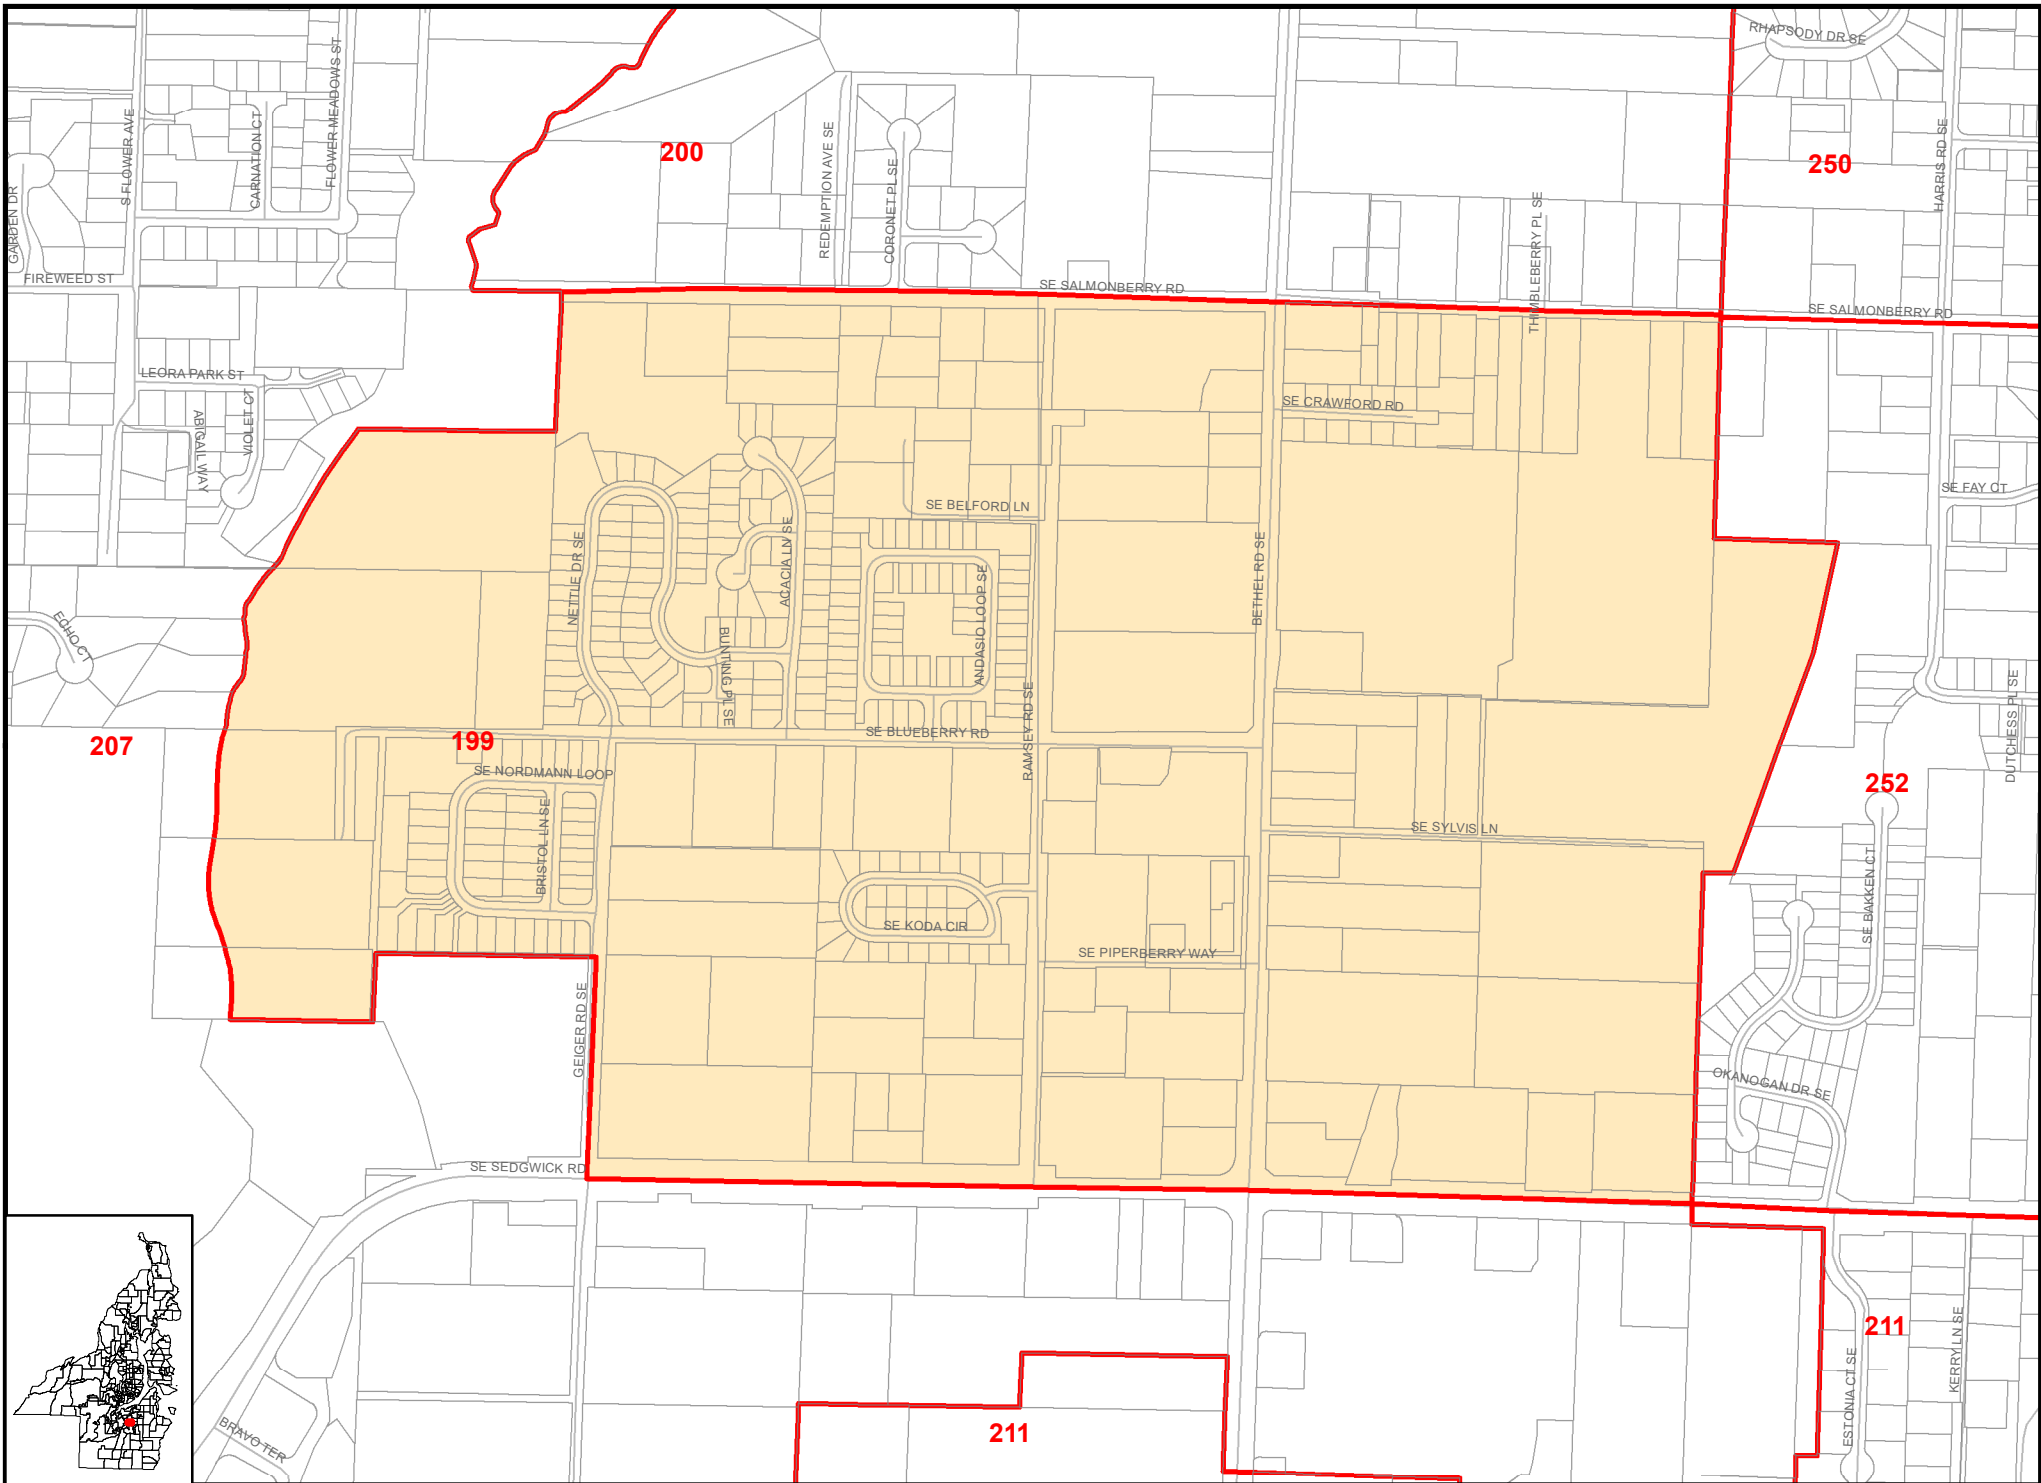 RHAPSODY DR SE
S FLOWER AVE
CARNATION CT
FLOWER MEADOWS ST
200
REDEMPTION AVE SE
CORONET PL SE
250
HARRIS RD SE
GARDEN DR
THIMBLEBERRY PL SE
FIREWEED ST
SE SALMONBERRY RD
SE SALMONBERRY RD
LEORA PARK ST
ABIGAIL WAY
VIOLET CT
SE CRAWFORD RD
SE BELFORD LN
SE FAY CT
NETTLE DR SE
ACACIA LN SE
ANDASIO LOOP SE
BETHEL RD SE
ECHO CT
BUNTING PL SE
RAMSEY RD SE
DUTCHESS PL SE
207
199
SE BLUEBERRY RD
SE NORDMANN LOOP
252
BRISTOL LN SE
SE SYLVIS LN
SE BAKKEN CT
SE KODA CIR
SE PIPERBERRY WAY
GEIGER RD SE
OKANOGAN DR SE
SE SEDGWICK RD
211
KERRY LN SE
ESTONIA CT SE
BRAVO TER
211